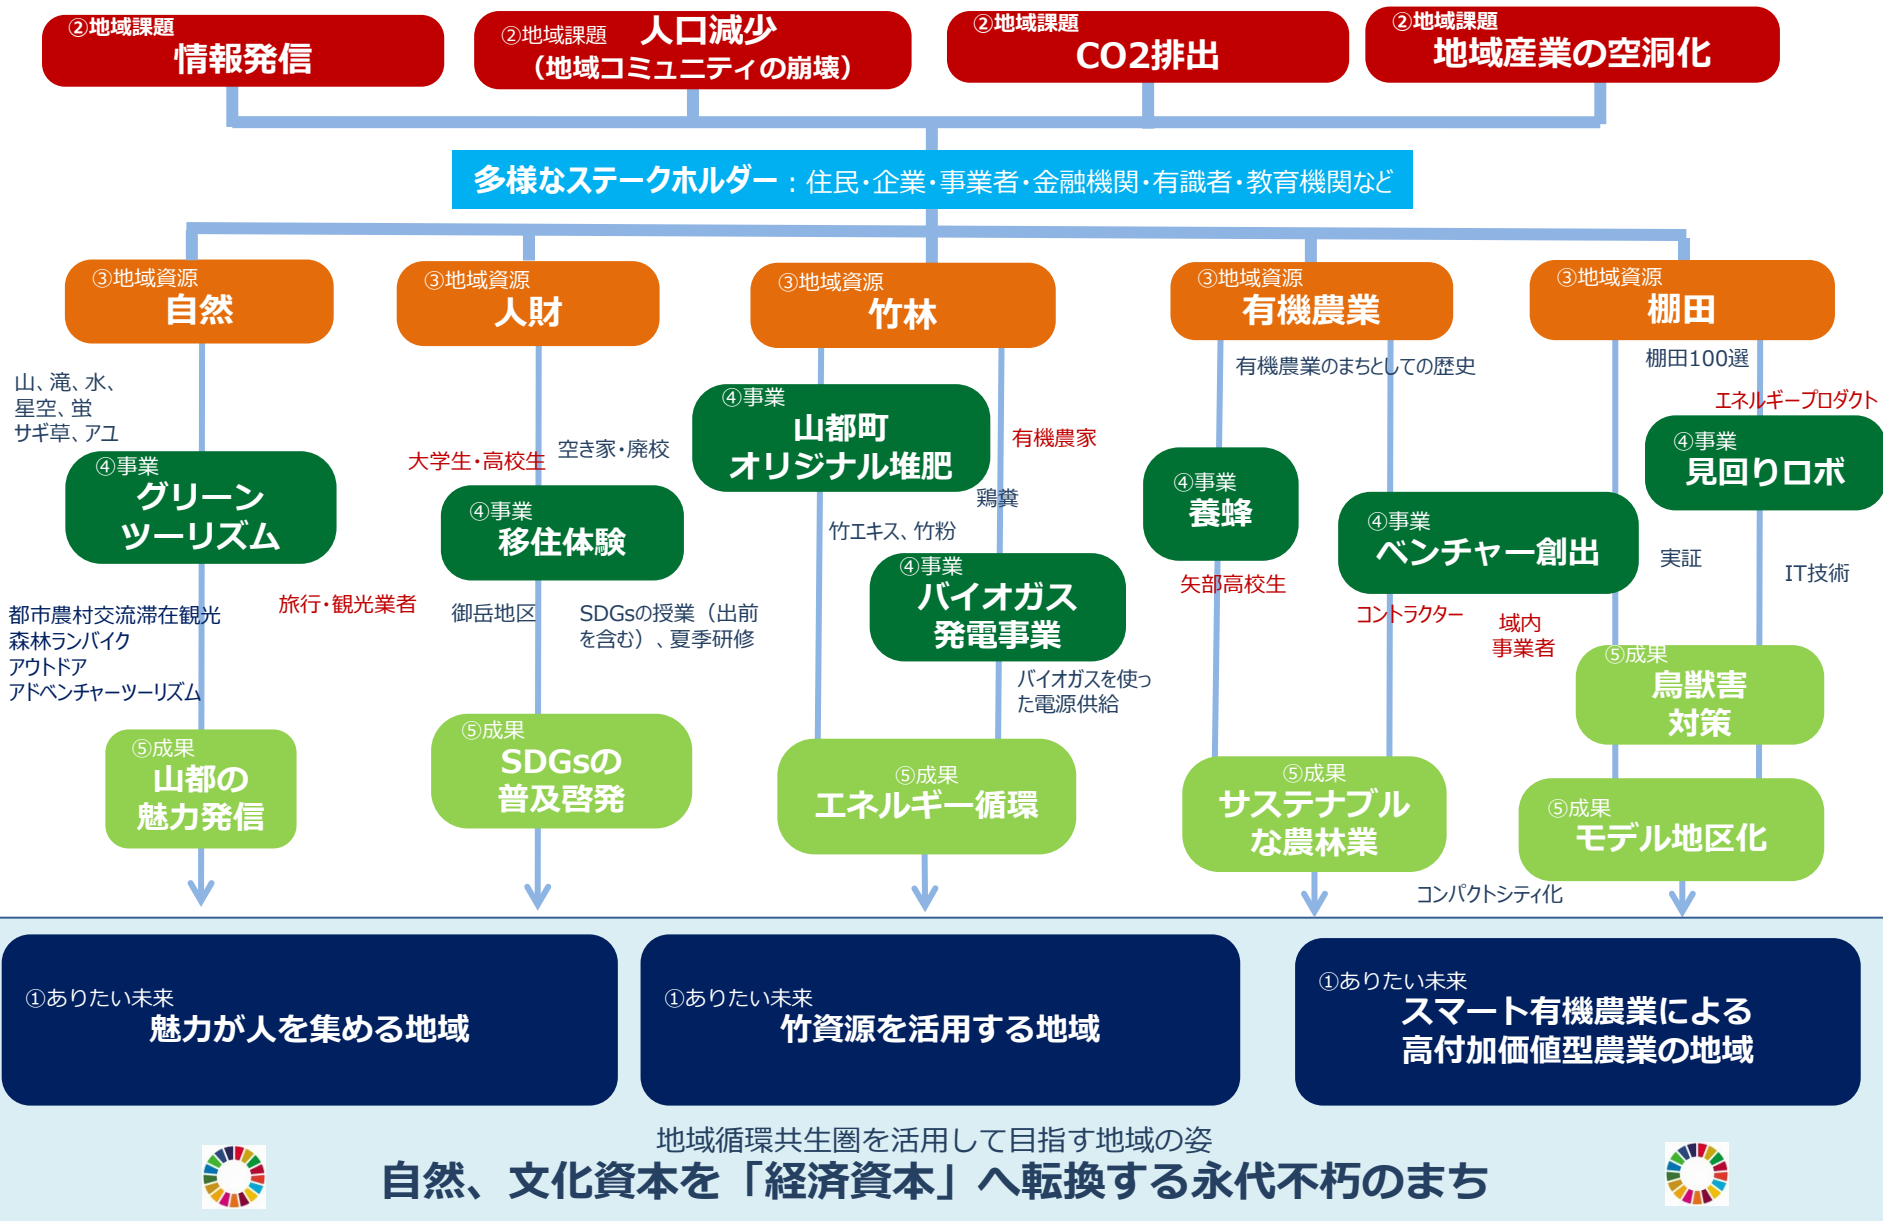 ②地域課題
情報発信
②地域課題 人口減少
（地域コミュニティの崩壊）
②地域課題
CO2排出
②地域課題
地域産業の空洞化
多様なステークホルダー：住民・企業・事業者・金融機関・有識者・教育機関など
③地域資源
自然
③地域資源
人財
③地域資源
竹林
③地域資源
有機農業
③地域資源
棚田
山、滝、水、
星空、蛍
サギ草、アユ
④事業
グリーン
ツーリズム
都市農村交流滞在観光
森林ランバイク
アウトドア
アドベンチャーツーリズム
旅行・観光業者
⑤成果
山都の
魅力発信
大学生・高校生
空き家・廃校
④事業
移住体験
御岳地区
SDGsの授業（出前
を含む）、夏季研修
⑤成果
SDGsの
普及啓発
④事業
山都町
オリジナル堆肥
有機農家
鶏糞
竹エキス、竹粉
④事業
バイオガス
発電事業
バイオガスを使っ
た電源供給
⑤成果
エネルギー循環
有機農業のまちとしての歴史
④事業
養蜂
矢部高校生
④事業
ベンチャー創出
コントラクター
域内
事業者
⑤成果
サステナブル
な農林業
棚田100選
エネルギープロダクト
④事業
見回りロボ
実証
IT技術
⑤成果
鳥獣害
対策
⑤成果
モデル地区化
コンパクトシティ化
①ありたい未来
魅力が人を集める地域
①ありたい未来
竹資源を活用する地域
①ありたい未来
スマート有機農業による
高付加価値型農業の地域
地域循環共生圏を活用して目指す地域の姿
自然、文化資本を「経済資本」へ転換する永代不朽のまち